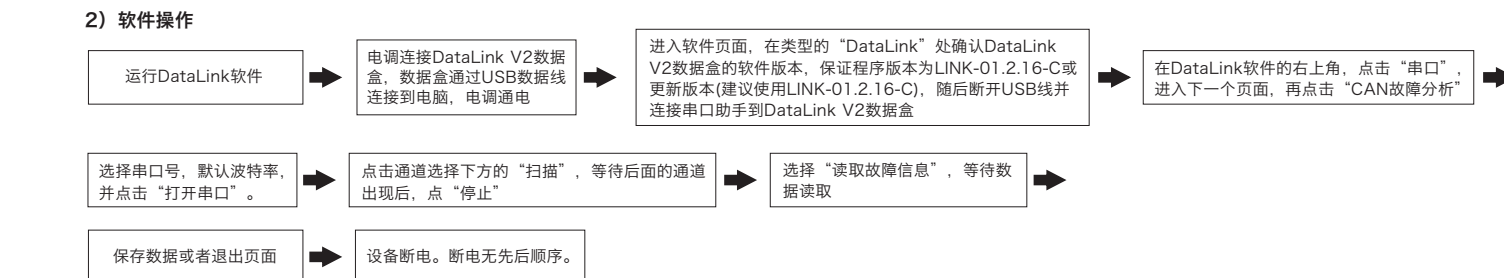 2）软件操作
运行DataLink软件
电调连接DataLink V2数据
盒，数据盒通过USB数据线
连接到电脑，电调通电
进入软件页面，在类型的“DataLink”处确认DataLink
V2数据盒的软件版本，保证程序版本为LINK-01.2.16-C或
更新版本(建议使用LINK-01.2.16-C)，随后断开USB线并
连接串口助手到DataLink V2数据盒
在DataLink软件的右上角，点击“串口”，
进入下一个页面，再点击“CAN故障分析”
选择串口号，默认波特率，
并点击“打开串口”。
点击通道选择下方的“扫描”，等待后面的通道
出现后，点“停止”
选择“读取故障信息”，等待数
据读取
保存数据或者退出页面
设备断电。断电无先后顺序。